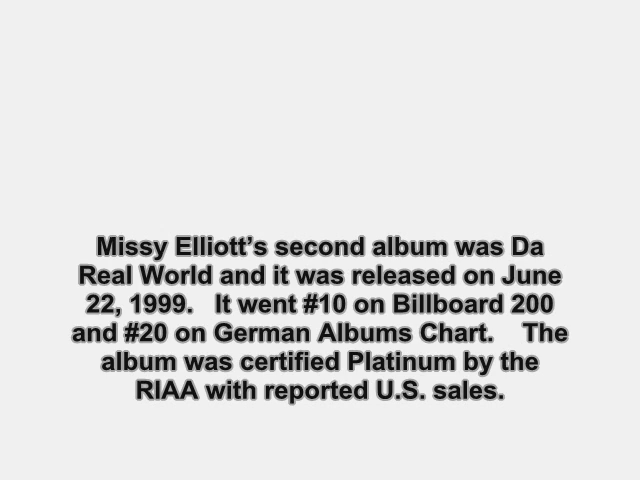 Missy Elliott’s second album was Da
Real World and it was released on June
22, 1999.   It went #10 on Billboard 200
and #20 on German Albums Chart.    The
album was certified Platinum by the
RIAA with reported U.S. sales.